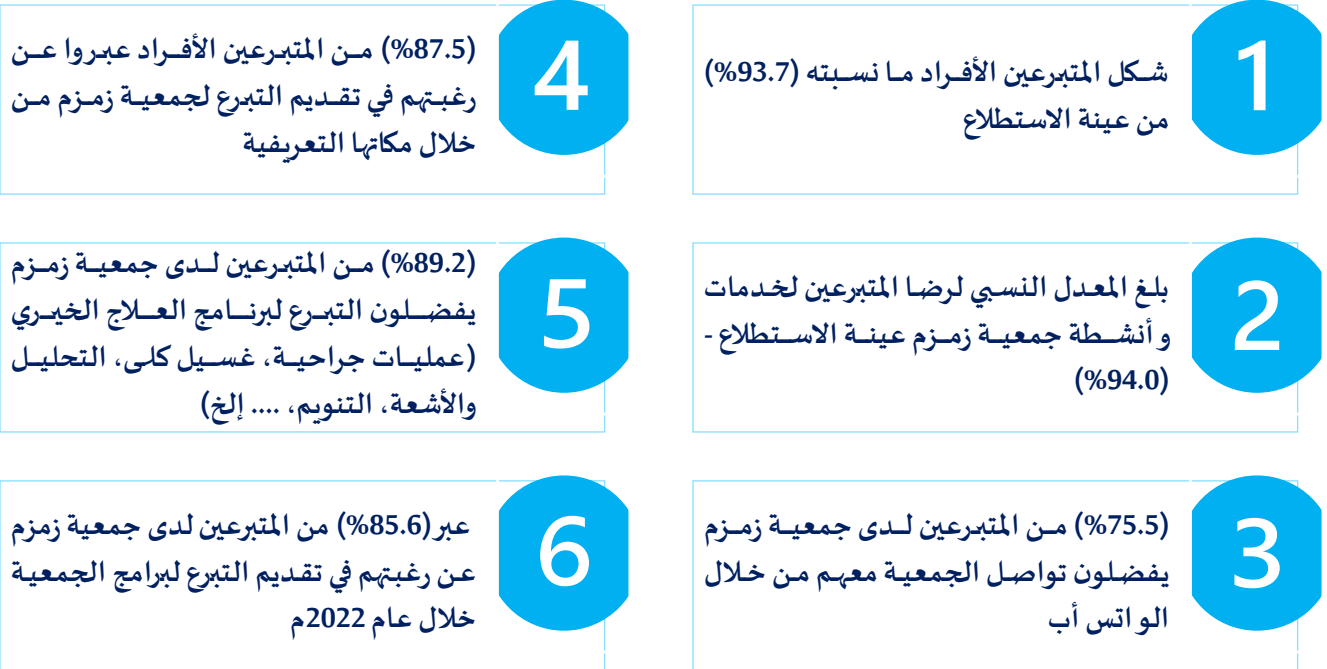 1
شكل المتبرعين الأفراد ما نسبته (93.7%)
من عينة الاستطلاع
2
بلغ المعدل النسبي لرضا المتبرعين لخدمات
وأنشطة جمعية زمزم عينة الاستطلاع -
(94.0%)
3
(75.5%) من المتبرعين لدى جمعية زمزم
يفضلون تواصل الجمعية معهم من خلال
الواتس أب
4
(87.5%) من المتبرعين الأفراد عبروا عن
رغبتهم في تقديم التبرع لجمعية زمزم من
خلال مكاتها التعريفية
5
(89.2%) من المتبرعين لدى جمعية زمزم
يفضلون التبرع لبرنامج العلاج الخيري
(عمليات جراحية، غسيل كلى، التحليل
والأشعة، التنويم، .... إلخ)
6
عبر (85.6%) من المتبرعين لدى جمعية زمزم
عن رغبتهم في تقديم التبرع لبرامج الجمعية
خلال عام 2022م